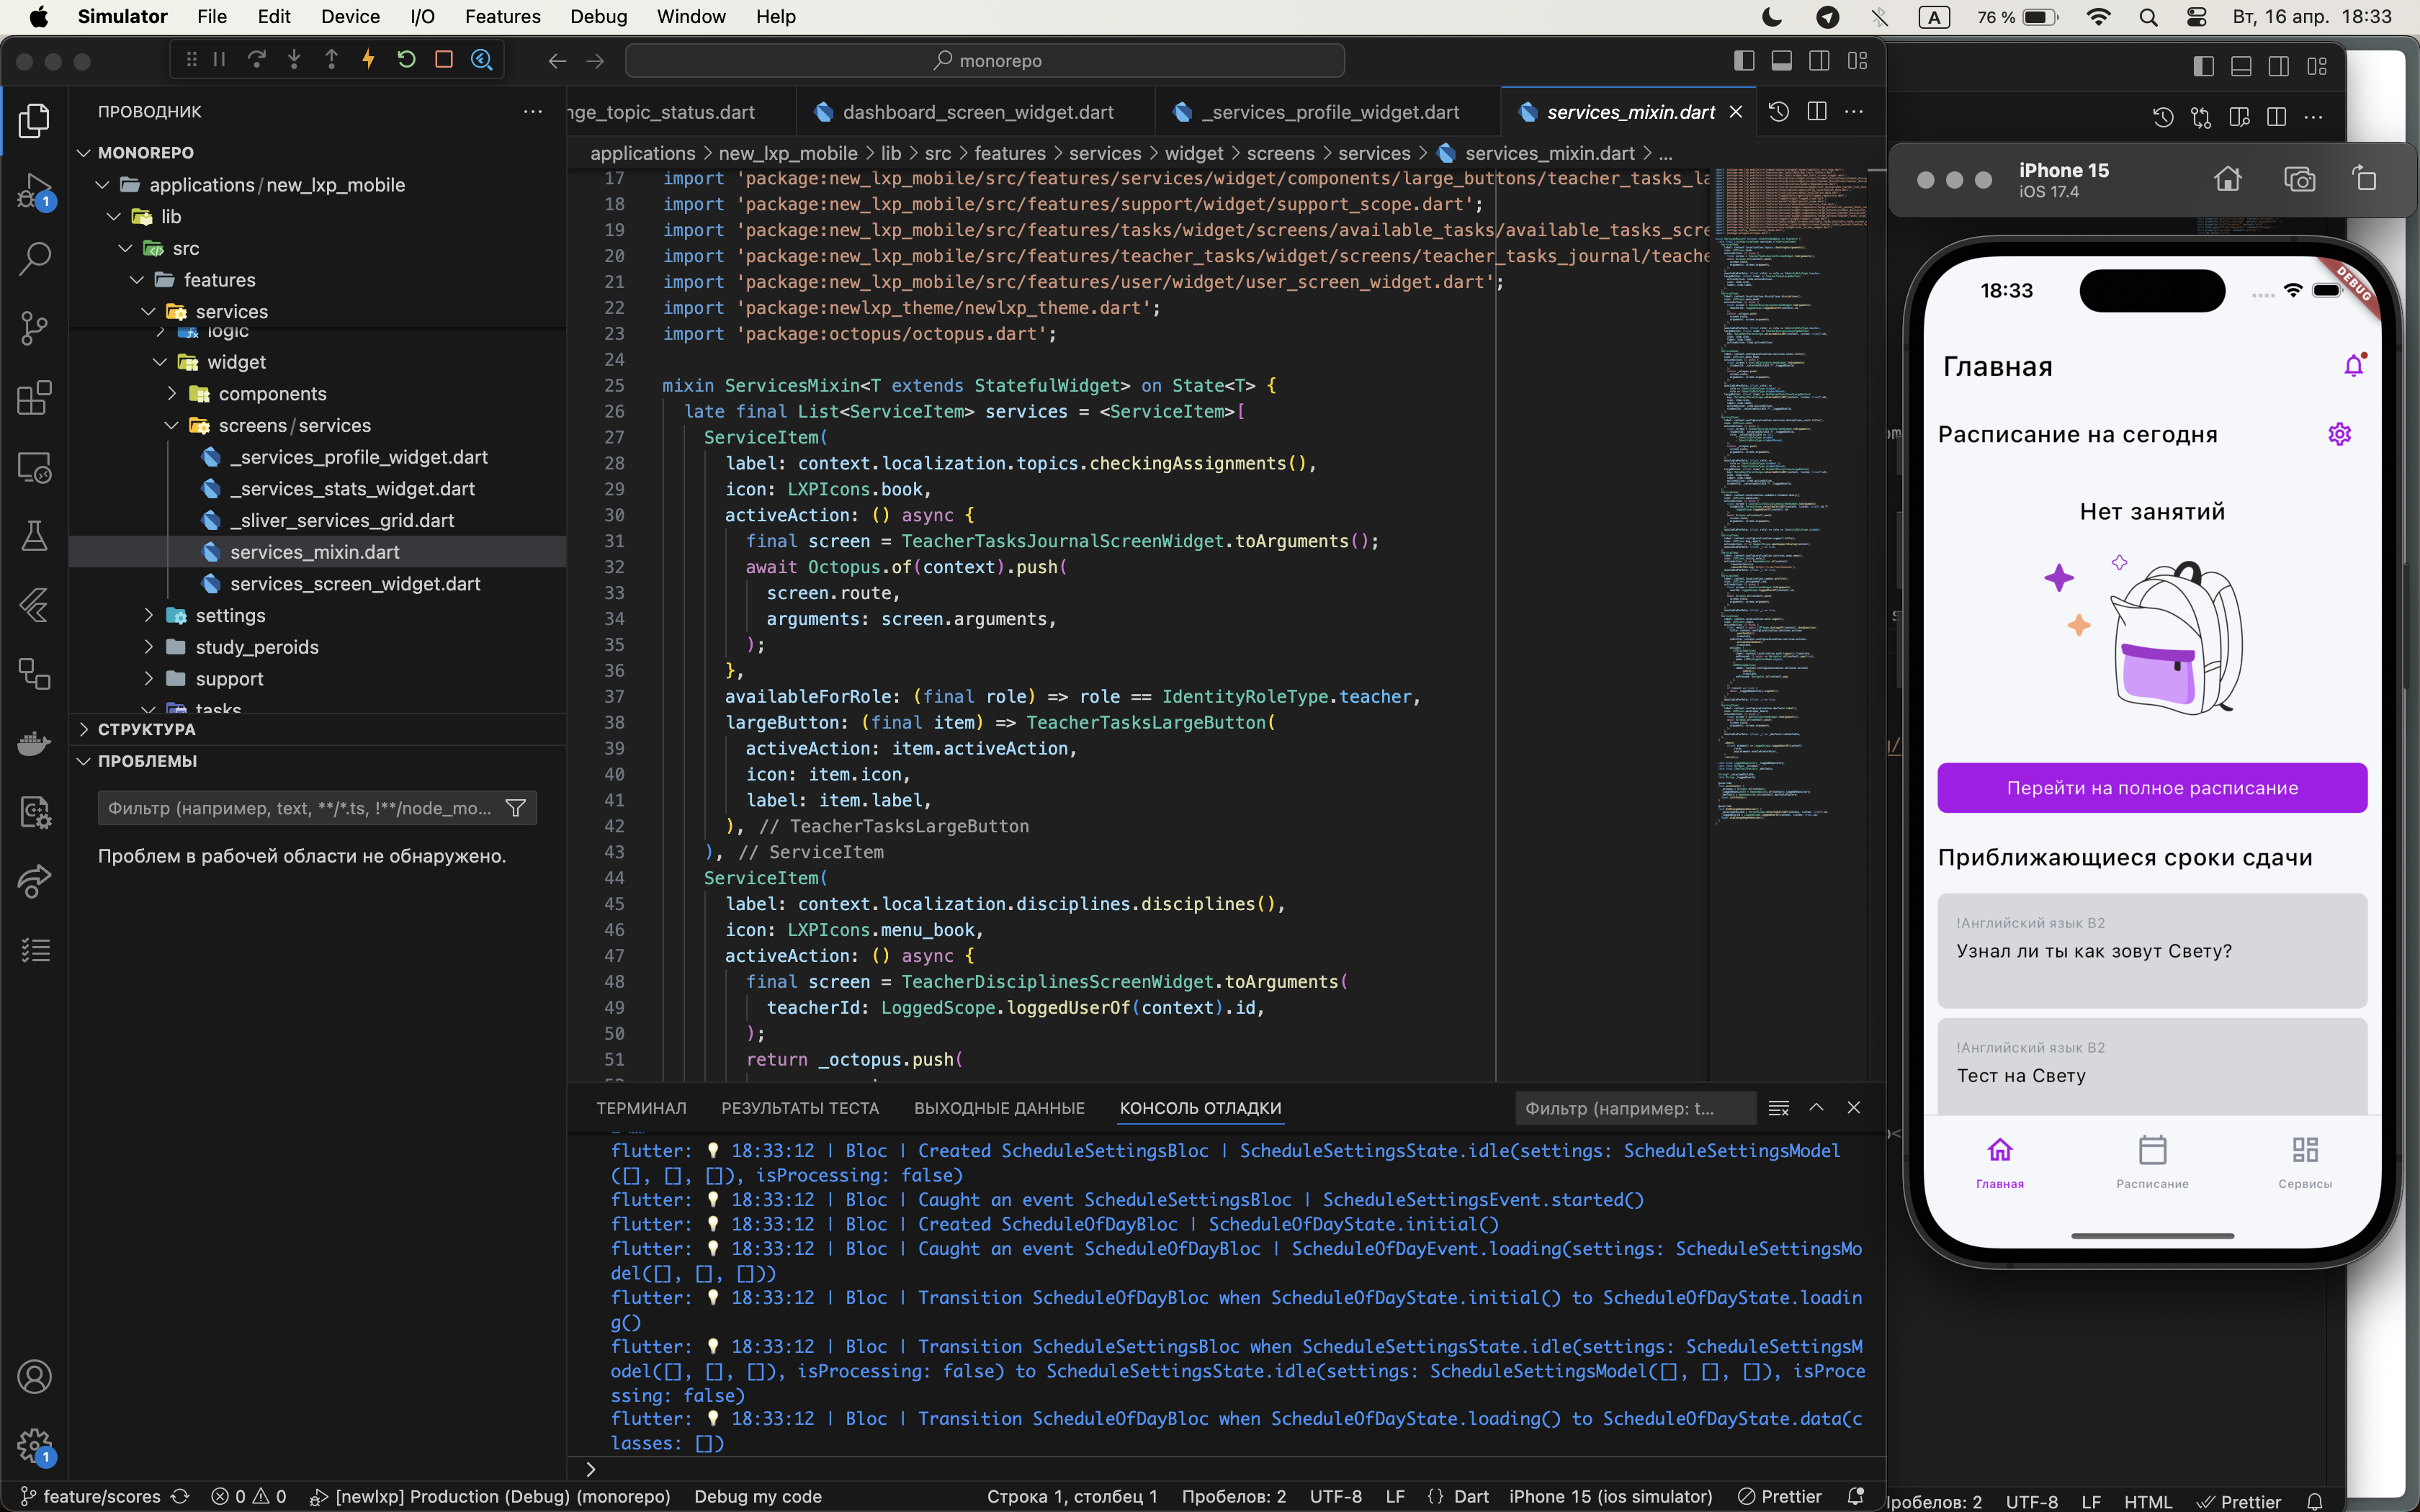 Simulator File Edit Device I/O Features Debug Window Help
A 76 % Вт, 16 апр. 18:33
monorepo
ПРОВОДНИК
MONOREPO
applications/new_lxp_mobile
lib
src
features
services
logic
widget
components
screens/services
_services_profile_widget.dart
_services_stats_widget.dart
_sliver_services_grid.dart
services_mixin.dart
services_screen_widget.dart
settings
study_peroids
support
tasks
СТРУКТУРА
ПРОБЛЕМЫ
Фильтр (например, text, **/*.ts, !**/node_mo...
Проблем в рабочей области не обнаружено.
1
1
nge_topic_status.dart dashboard_screen_widget.dart _services_profile_widget.dart services_mixin.dart
applications > new_lxp_mobile > lib > src > features > services > widget > screens > services > services_mixin.dart > ...
17 import 'package:new_lxp_mobile/src/features/services/widget/components/large_buttons/teacher_tasks_la
18 import 'package:new_lxp_mobile/src/features/support/widget/support_scope.dart';
19 import 'package:new_lxp_mobile/src/features/tasks/widget/screens/available_tasks/available_tasks_scre
20 import 'package:new_lxp_mobile/src/features/teacher_tasks/widget/screens/teacher_tasks_journal/teache
21 import 'package:new_lxp_mobile/src/features/user/widget/user_screen_widget.dart';
22 import 'package:newlxp_theme/newlxp_theme.dart';
23 import 'package:octopus/octopus.dart';
24
25 mixin ServicesMixin<T extends StatefulWidget> on State<T> {
26 late final List<ServiceItem> services = <ServiceItem>[
27 ServiceItem(
28 label: context.localization.topics.checkingAssignments(),
29 icon: LXPIcons.book,
30 activeAction: () async {
31 final screen = TeacherTasksJournalScreenWidget.toArguments();
32 await Octopus.of(context).push(
33 screen.route,
34 arguments: screen.arguments,
35 );
36 },
37 availableForRole: (final role) => role == IdentityRoleType.teacher,
38 largeButton: (final item) => TeacherTasksLargeButton(
39 activeAction: item.activeAction,
40 icon: item.icon,
41 label: item.label,
42 ), // TeacherTasksLargeButton
43 ), // ServiceItem
44 ServiceItem(
45 label: context.localization.disciplines.disciplines(),
46 icon: LXPIcons.menu_book,
47 activeAction: () async {
48 final screen = TeacherDisciplinesScreenWidget.toArguments(
49 teacherId: LoggedScope.loggedUserOf(context).id,
50 );
51 return _octopus.push(
ТЕРМИНАЛ РЕЗУЛЬТАТЫ ТЕСТА ВЫХОДНЫЕ ДАННЫЕ КОНСОЛЬ ОТЛАДКИ Фильтр (например: t...
flutter: 💡 18:33:12 | Bloc | Created ScheduleSettingsBloc | ScheduleSettingsState.idle(settings: ScheduleSettingsModel
([], [], []), isProcessing: false)
flutter: 💡 18:33:12 | Bloc | Caught an event ScheduleSettingsBloc | ScheduleSettingsEvent.started()
flutter: 💡 18:33:12 | Bloc | Created ScheduleOfDayBloc | ScheduleOfDayState.initial()
flutter: 💡 18:33:12 | Bloc | Caught an event ScheduleOfDayBloc | ScheduleOfDayEvent.loading(settings: ScheduleSettingsMo
del([], [], []))
flutter: 💡 18:33:12 | Bloc | Transition ScheduleOfDayBloc when ScheduleOfDayState.initial() to ScheduleOfDayState.loadin
g()
flutter: 💡 18:33:12 | Bloc | Transition ScheduleSettingsBloc when ScheduleSettingsState.idle(settings: ScheduleSettingsM
odel([], [], []), isProcessing: false) to ScheduleSettingsState.idle(settings: ScheduleSettingsModel([], [], []), isProce
ssing: false)
flutter: 💡 18:33:12 | Bloc | Transition ScheduleOfDayBloc when ScheduleOfDayState.loading() to ScheduleOfDayState.data(c
lasses: [])
feature/scores 0 0 [newlxp] Production (Debug) (monorepo) Debug my code Строка 1, столбец 1 Пробелов: 2 UTF-8 LF {} Dart iPhone 15 (ios simulator) Prettier
iPhone 15
iOS 17.4
18:33
DEBUG
Главная
Расписание на сегодня
Нет занятий
Перейти на полное расписание
Приближающиеся сроки сдачи
!Английский язык B2
Узнал ли ты как зовут Свету?
!Английский язык B2
Тест на Свету
Главная Расписание Сервисы
Іробелов: 2 UTF-8 LF HTML Prettier